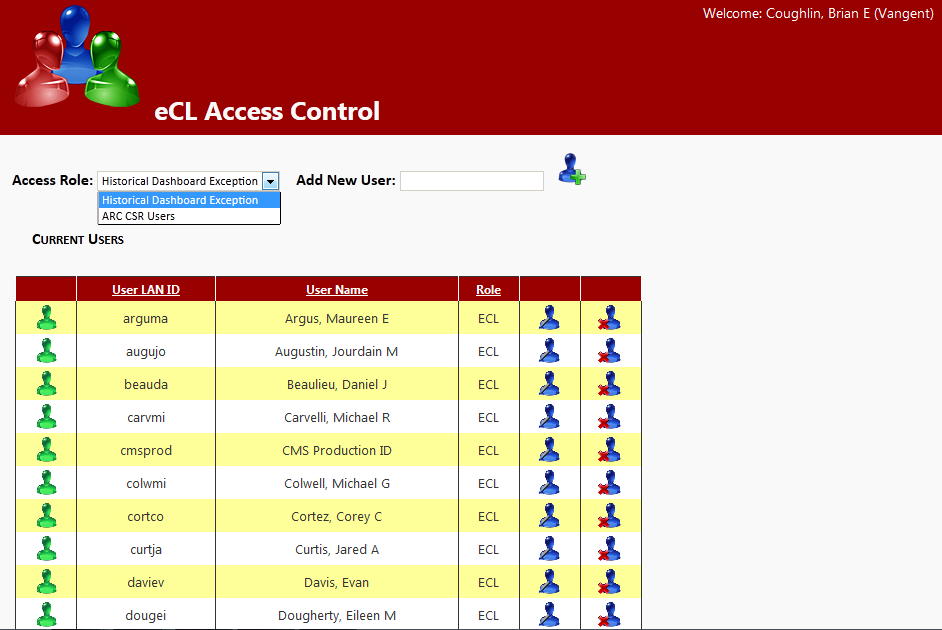 Welcome: Coughlin, Brian E (Vangent)
eCL Access Control
Access Role: Historical Dashboard Exception Add New User:
Historical Dashboard Exception
ARC CSR Users
CURRENT USERS
User LAN ID User Name Role
arguma Argus, Maureen E ECL
augujo Augustin, Jourdain M ECL
beauda Beaulieu, Daniel J ECL
carvmi Carvelli, Michael R ECL
cmsprod CMS Production ID ECL
colwmi Colwell, Michael G ECL
cortco Cortez, Corey C ECL
curtja Curtis, Jared A ECL
daviev Davis, Evan ECL
dougei Dougherty, Eileen M ECL